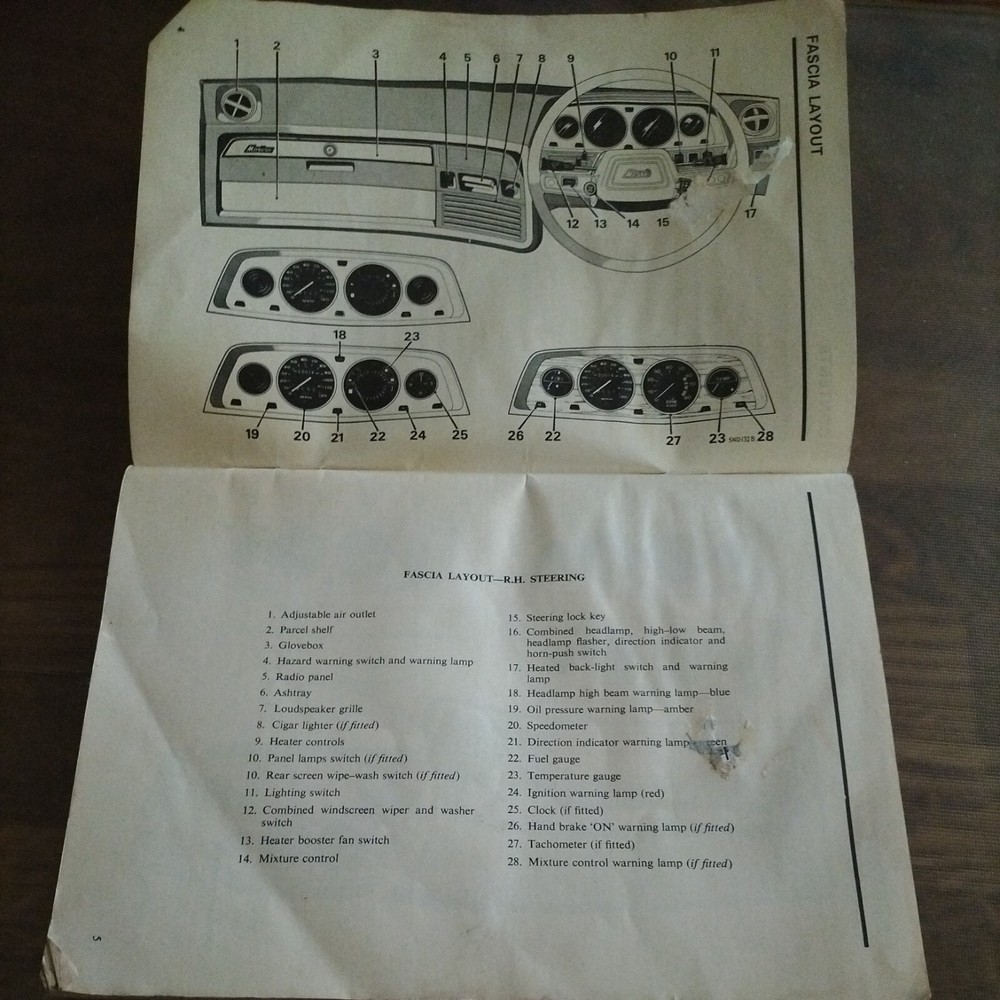 FASCIA LAYOUT
1 2 3 4 5 6 7 8 9 10 11
12 13 14 15 17
18 23
19 20 21 22 24 25
26 22 27 23 28
FASCIA LAYOUT—R.H. STEERING
1. Adjustable air outlet
2. Parcel shelf
3. Glovebox
4. Hazard warning switch and warning lamp
5. Radio panel
6. Ashtray
7. Loudspeaker grille
8. Cigar lighter (if fitted)
9. Heater controls
10. Panel lamps switch (if fitted)
10. Rear screen wipe–wash switch (if fitted)
11. Lighting switch
12. Combined windscreen wiper and washer
switch
13. Heater booster fan switch
14. Mixture control
15. Steering lock key
16. Combined headlamp, high–low beam,
headlamp flasher, direction indicator and
horn-push switch
17. Heated back-light switch and warning
lamp
18. Headlamp high beam warning lamp—blue
19. Oil pressure warning lamp—amber
20. Speedometer
21. Direction indicator warning lamp
22. Fuel gauge
23. Temperature gauge
24. Ignition warning lamp (red)
25. Clock (if fitted)
26. Hand brake ‘ON’ warning lamp (if fitted)
27. Tachometer (if fitted)
28. Mixture control warning lamp (if fitted)
5